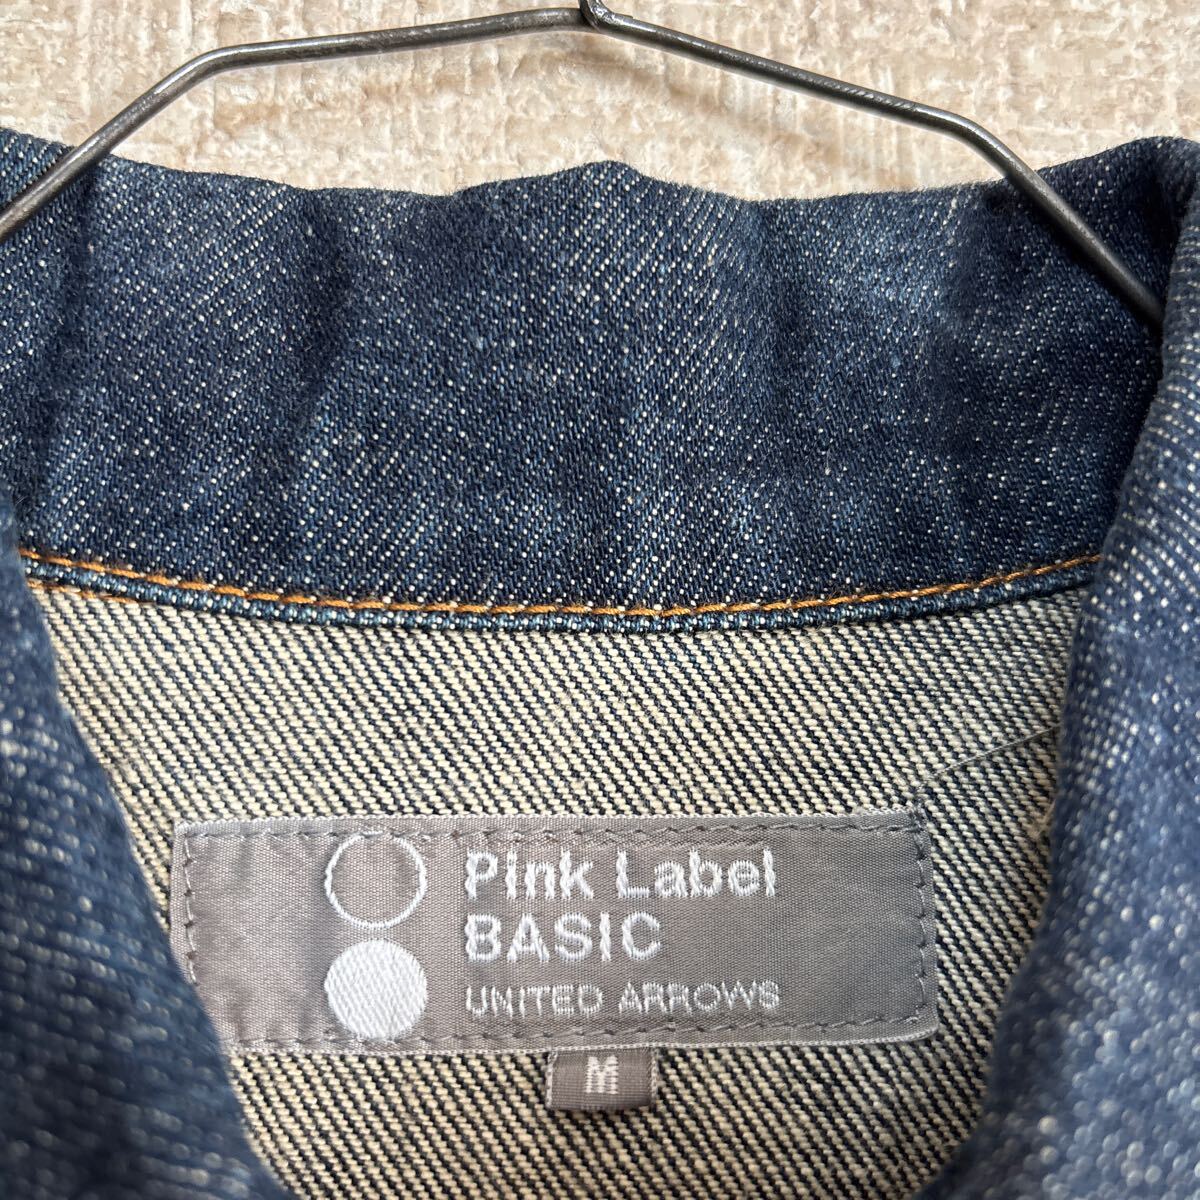 Pink Label
BASIC
UNITED ARROWS
M